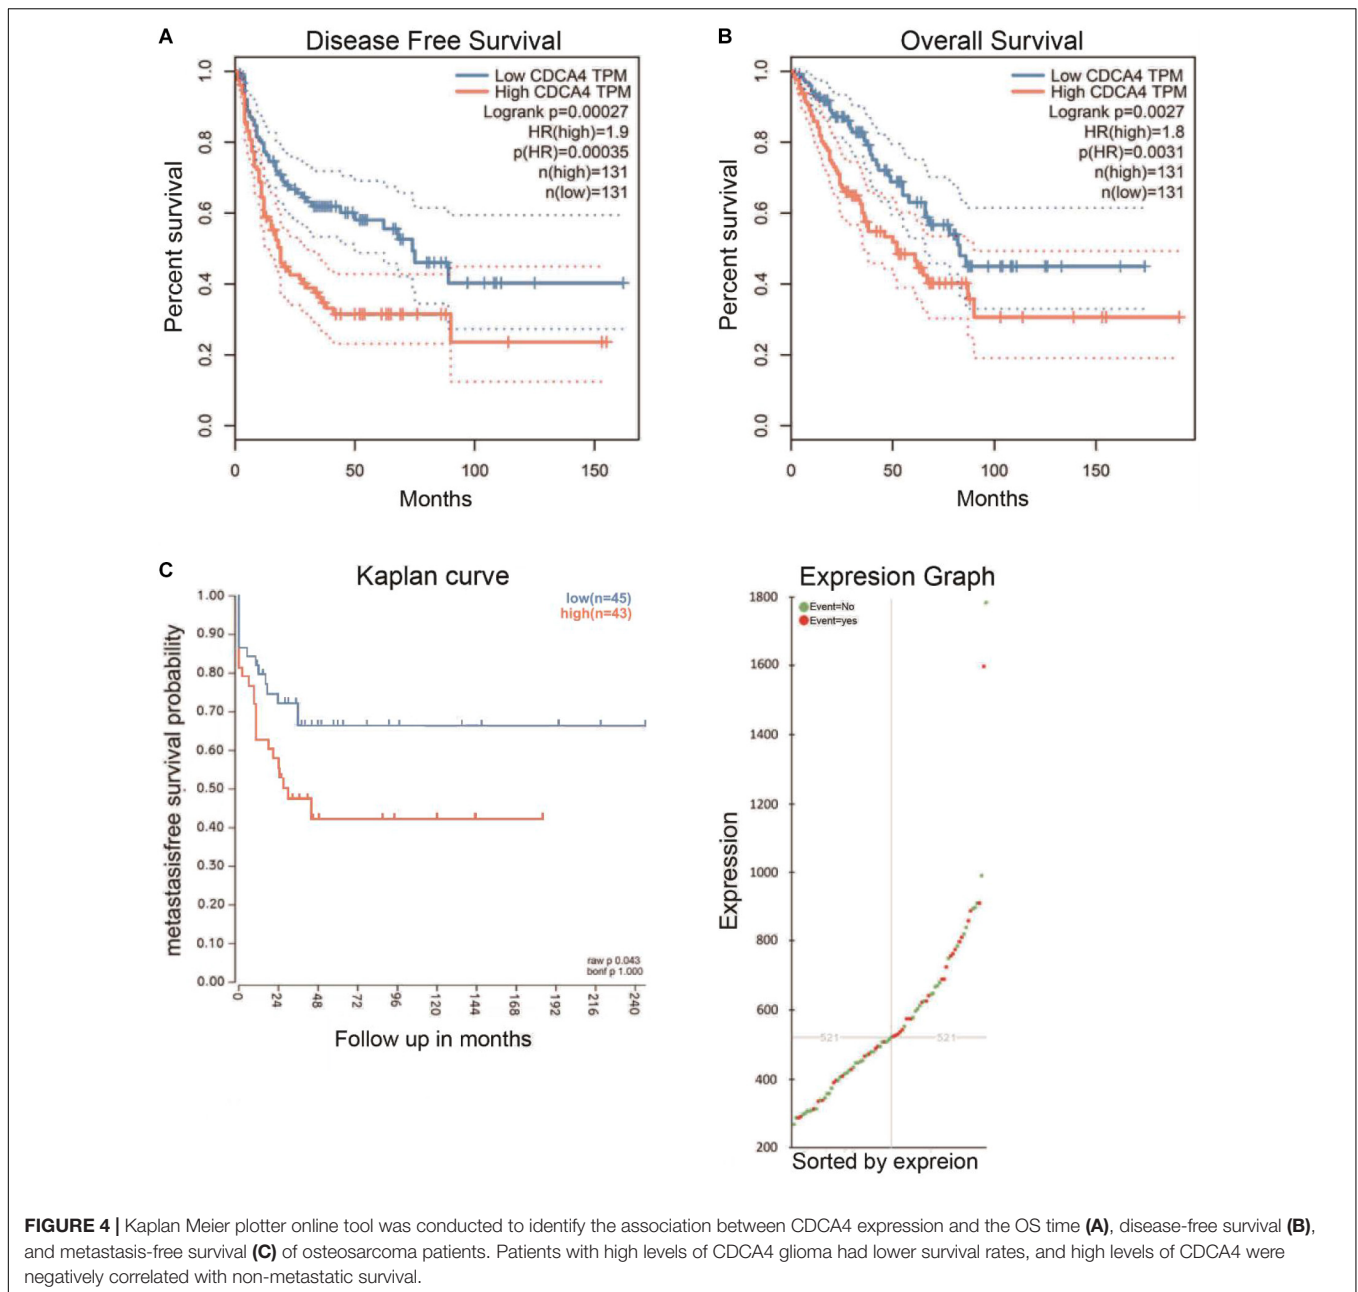 A
Disease Free Survival
Low CDCA4 TPM
High CDCA4 TPM
Logrank p=0.00027
HR(high)=1.9
p(HR)=0.00035
n(high)=131
n(low)=131
Percent survival
1.0
0.8
0.6
0.4
0.2
0.0
0 50 100 150
Months
B
Overall Survival
Low CDCA4 TPM
High CDCA4 TPM
Logrank p=0.0027
HR(high)=1.8
p(HR)=0.0031
n(high)=131
n(low)=131
Percent survival
1.0
0.8
0.6
0.4
0.2
0.0
0 50 100 150
Months
C
Kaplan curve
low(n=45)
high(n=43)
metastasisfree survival probability
1.00
0.90
0.80
0.70
0.60
0.50
0.40
0.30
0.20
0.10
0.00
raw p 0.043
bonf p 1.000
0 24 48 72 96 120 144 168 192 216 240
Follow up in months
Expresion Graph
Event=No
Event=yes
Expression
1800
1600
1400
1200
1000
800
600
400
200
521 521
Sorted by expreion
FIGURE 4 | Kaplan Meier plotter online tool was conducted to identify the association between CDCA4 expression and the OS time (A), disease-free survival (B),
and metastasis-free survival (C) of osteosarcoma patients. Patients with high levels of CDCA4 glioma had lower survival rates, and high levels of CDCA4 were
negatively correlated with non-metastatic survival.